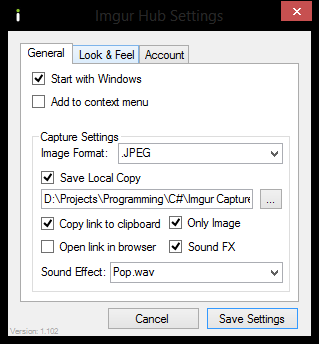 Imgur Hub Settings
General Look & Feel Account
Start with Windows
Add to context menu
Capture Settings
Image Format: .JPEG
Save Local Copy
D:\Projects\Programming\C#\Imgur Capture ...
Copy link to clipboard Only Image
Open link in browser Sound FX
Sound Effect: Pop.wav
Cancel Save Settings
Version: 1.102